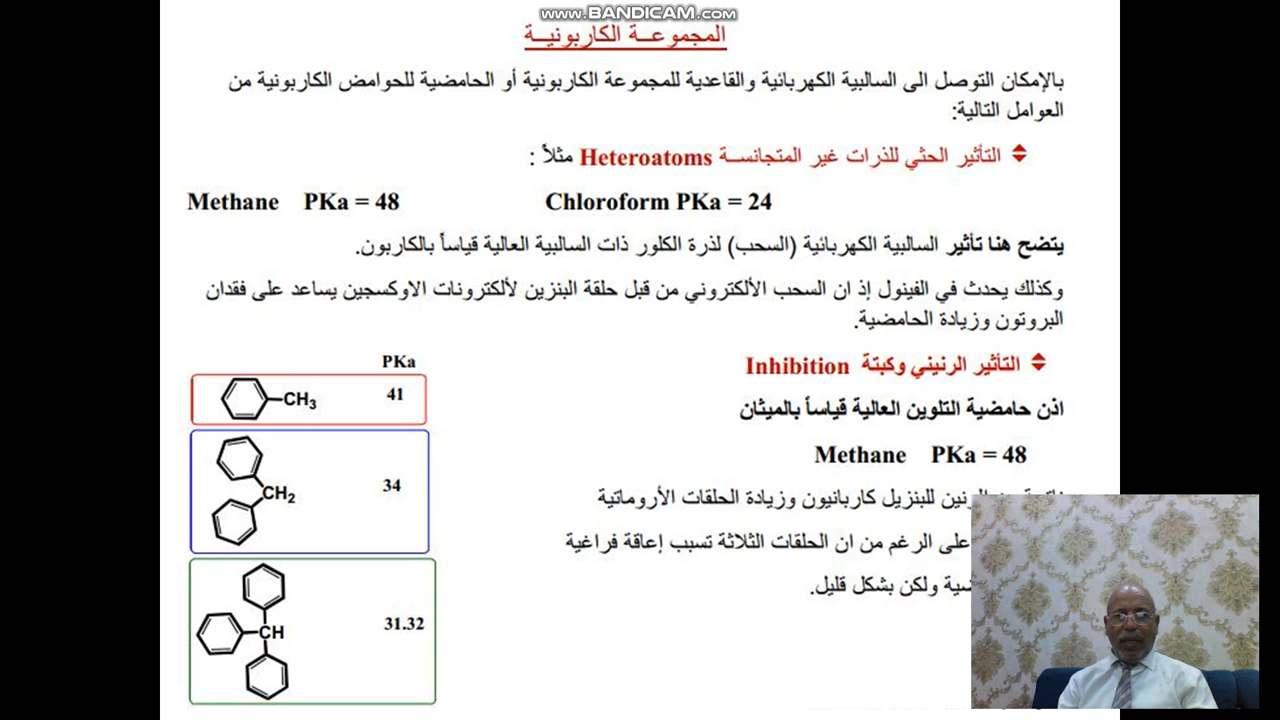 www.BANDICAM.com
المجموعــة الكاربونيــة
بالإمكان التوصل الى السالبية الكهربائية والقاعدية للمجموعة الكاربونية أو الحامضية للحوامض الكاربونية من
العوامل التالية:
التأثير الحثي للذرات غير المتجانســة Heteroatoms مثلاً :
Methane PKa = 48 Chloroform PKa = 24
يتضح هنا تأثير السالبية الكهربائية (السحب) لذرة الكلور ذات السالبية العالية قياساً بالكاربون.
وكذلك يحدث في الفينول إذ ان السحب الألكتروني من قبل حلقة البنزين لألكترونات الاوكسجين يساعد على فقدان
البروتون وزيادة الحامضية.
التأثير الرنيني وكبتة Inhibition
اذن حامضية التلوين العالية قياساً بالميثان
Methane PKa = 48
للبنزيل كاربانيون وزيادة الحلقات الأروماتية
على الرغم من ان الحلقات الثلاثة تسبب إعاقة فراغية
ولكن بشكل قليل.
PKa
CH3 41
CH2 34
CH 31.32